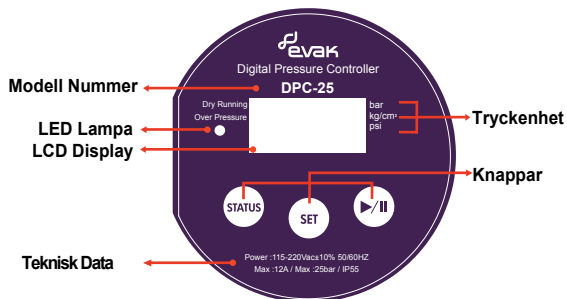 evak
Digital Pressure Controller
DPC-25
Modell Nummer
Dry Running
Over Pressure
LED Lampa
LCD Display
bar
kg/cm²
psi
Tryckenhet
Knappar
STATUS
SET
▶/II
Teknisk Data
Power :115-220Vac±10% 50/60HZ
Max :12A / Max :25bar / IP55